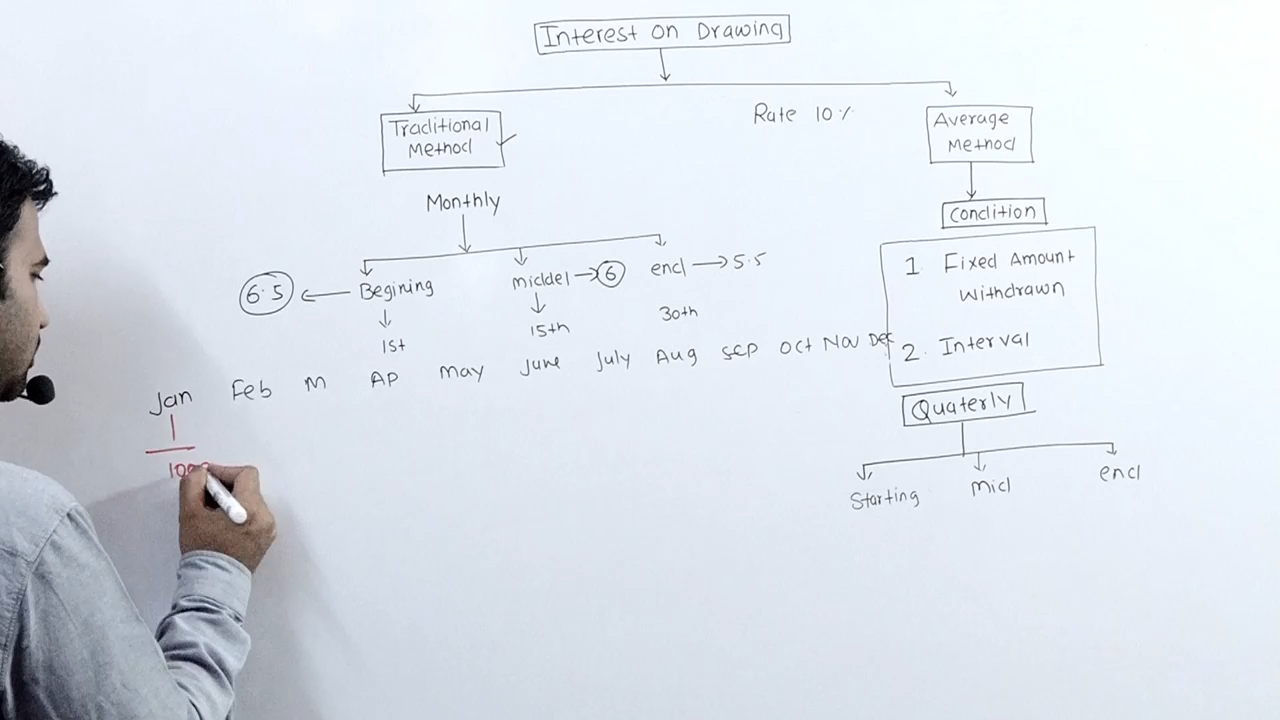 Interest on Drawing
Traditional
Method
Rate 10%
Average
Method
Monthly
Condition
6.5
Begining
middel
6
end
5.5
1st
15th
30th
1. Fixed Amount
Withdrawn
2. Interval
Jan Feb M AP may June July Aug sep Oct Nov Dec
Quaterly
Starting
Mid
end